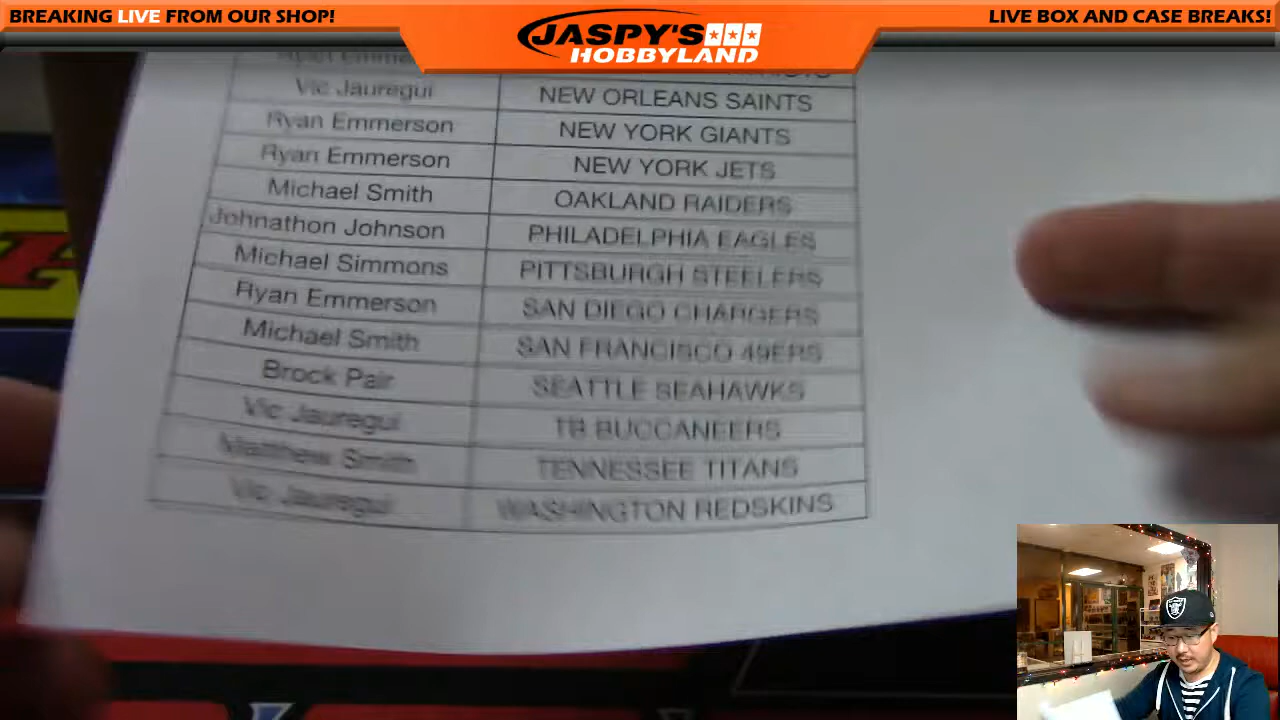 BREAKING LIVE FROM OUR SHOP!
JASPY'S
HOBBYLAND
LIVE BOX AND CASE BREAKS!
Vic Jauregui NEW ORLEANS SAINTS
Ryan Emmerson NEW YORK GIANTS
Ryan Emmerson NEW YORK JETS
Michael Smith OAKLAND RAIDERS
Johnathon Johnson PHILADELPHIA EAGLES
Michael Simmons PITTSBURGH STEELERS
Ryan Emmerson SAN DIEGO CHARGERS
Michael Smith SAN FRANCISCO 49ERS
Brock Pair SEATTLE SEAHAWKS
Vic Jauregui TB BUCCANEERS
Matthew Smith TENNESSEE TITANS
Vic Jauregui WASHINGTON REDSKINS